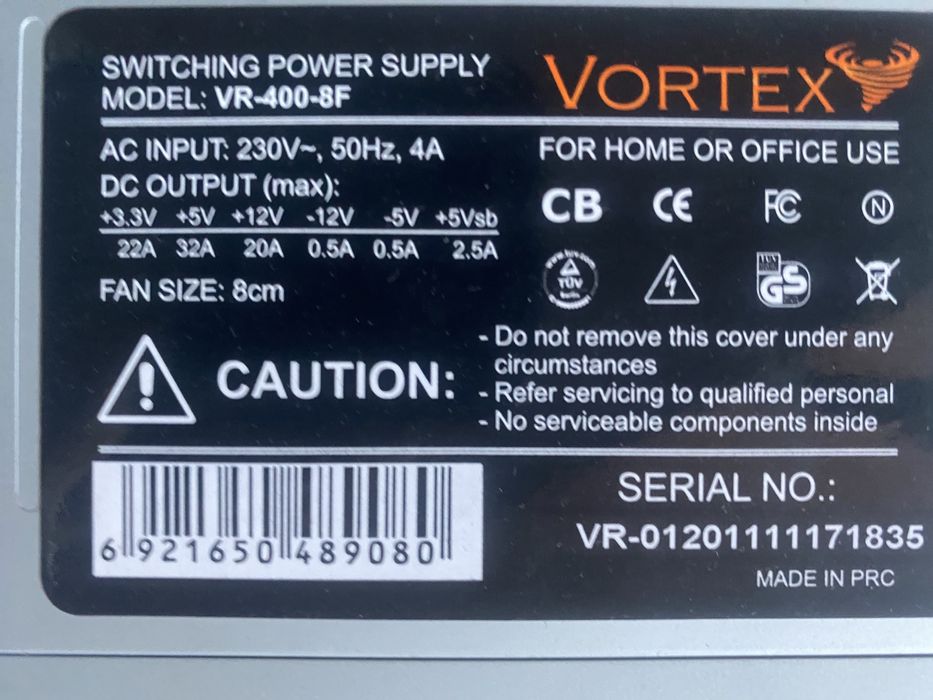 SWITCHING POWER SUPPLY
MODEL: VR-400-8F
VORTEX
AC INPUT: 230V~, 50Hz, 4A
FOR HOME OR OFFICE USE
DC OUTPUT (max):
+3.3V +5V +12V -12V -5V +5Vsb
22A 32A 20A 0.5A 0.5A 2.5A
FAN SIZE: 8cm
CB CE FC N
TÜV
GS
CAUTION:
- Do not remove this cover under any
circumstances
- Refer servicing to qualified personal
- No serviceable components inside
6 921650 489080
SERIAL NO.:
VR-01201111171835
MADE IN PRC